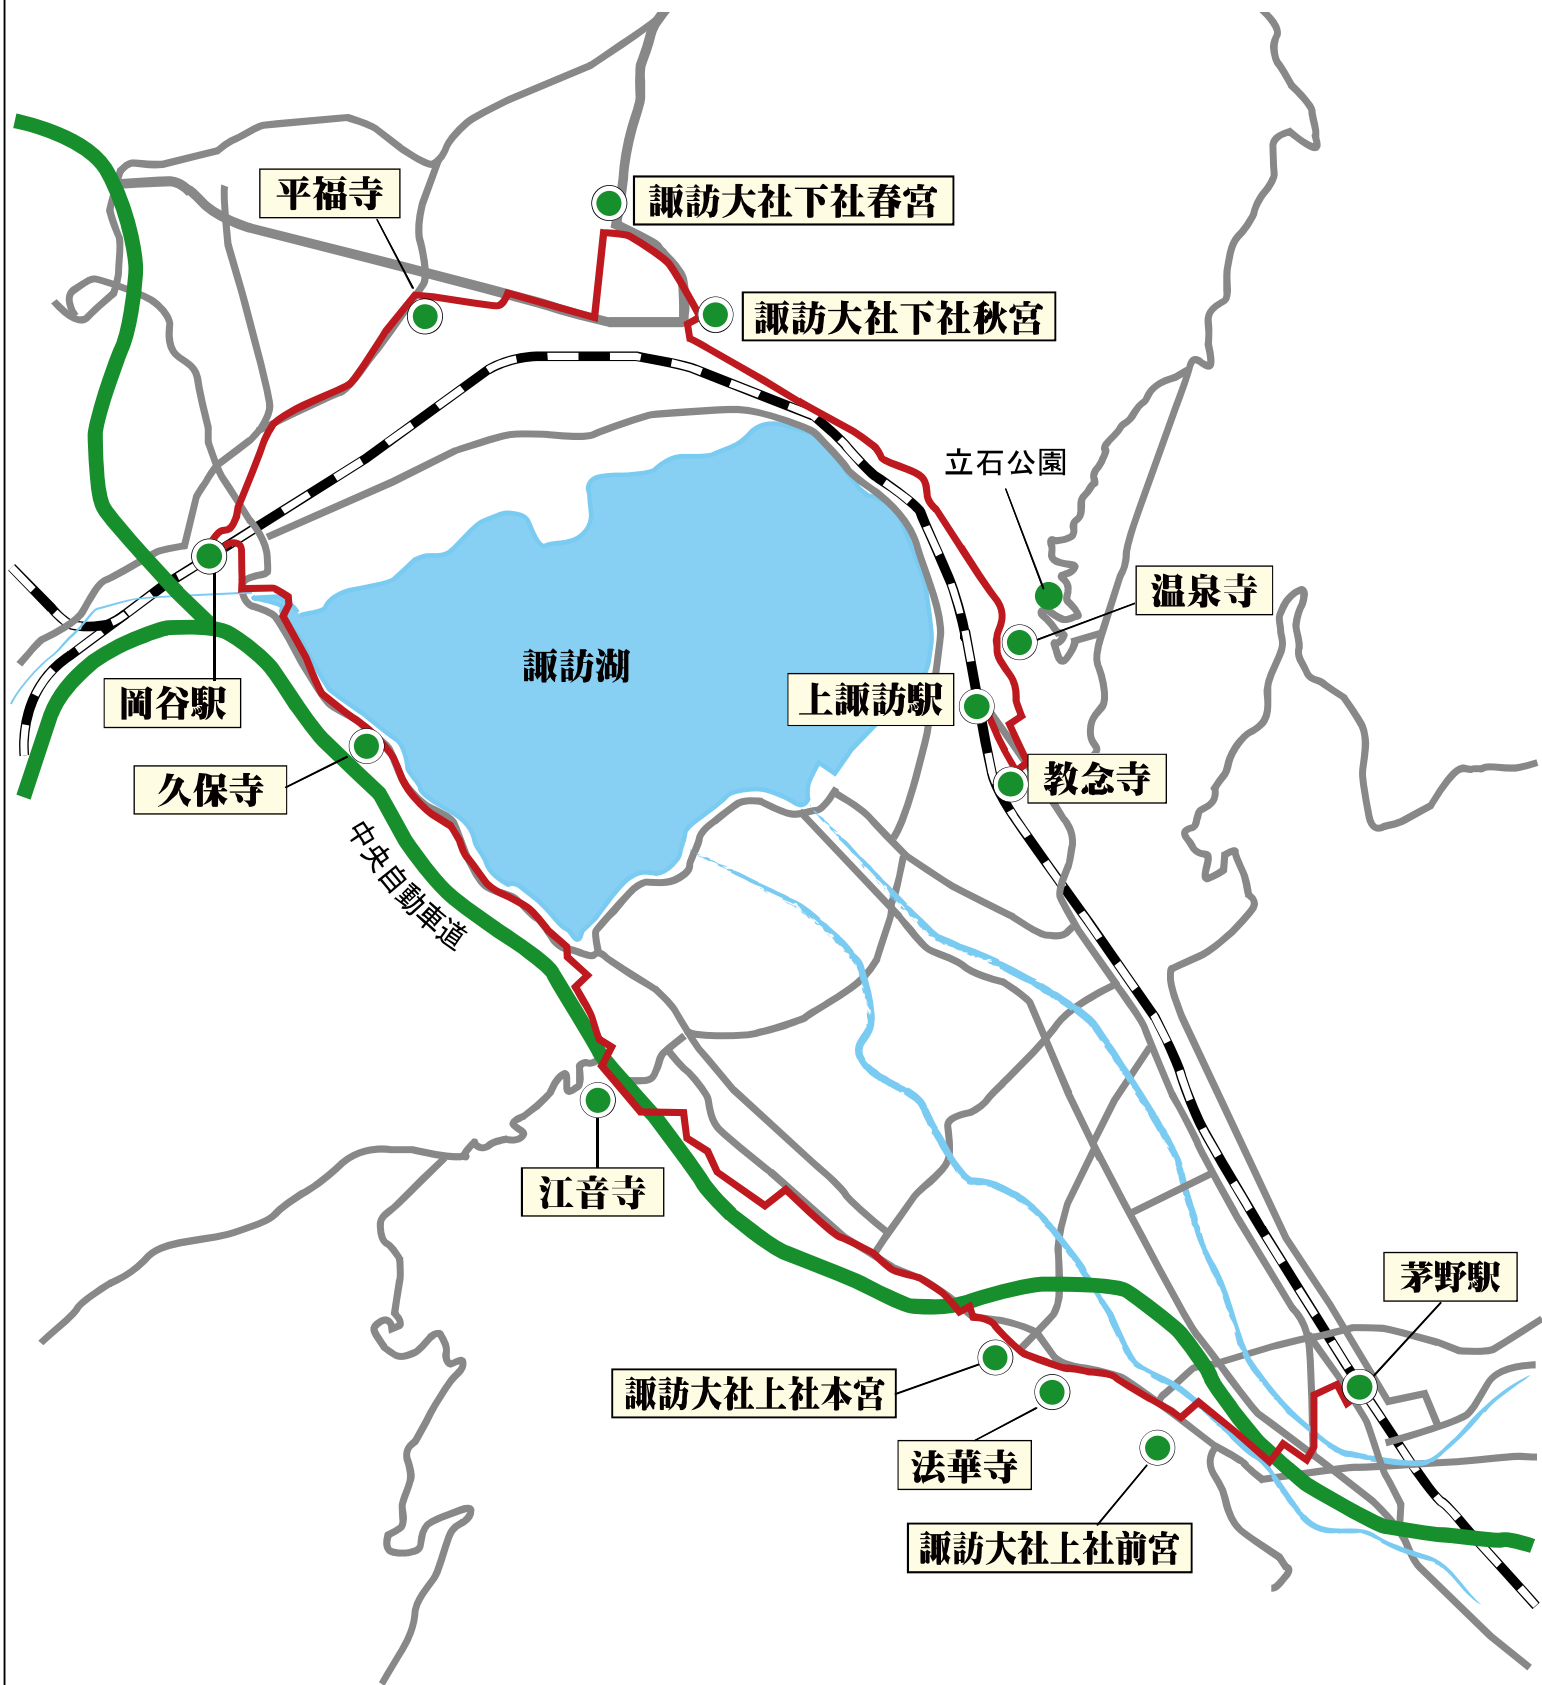 平福寺
諏訪大社下社春宮
諏訪大社下社秋宮
立石公園
温泉寺
諏訪湖
岡谷駅
上諏訪駅
久保寺
教念寺
中央自動車道
江音寺
茅野駅
諏訪大社上社本宮
法華寺
諏訪大社上社前宮